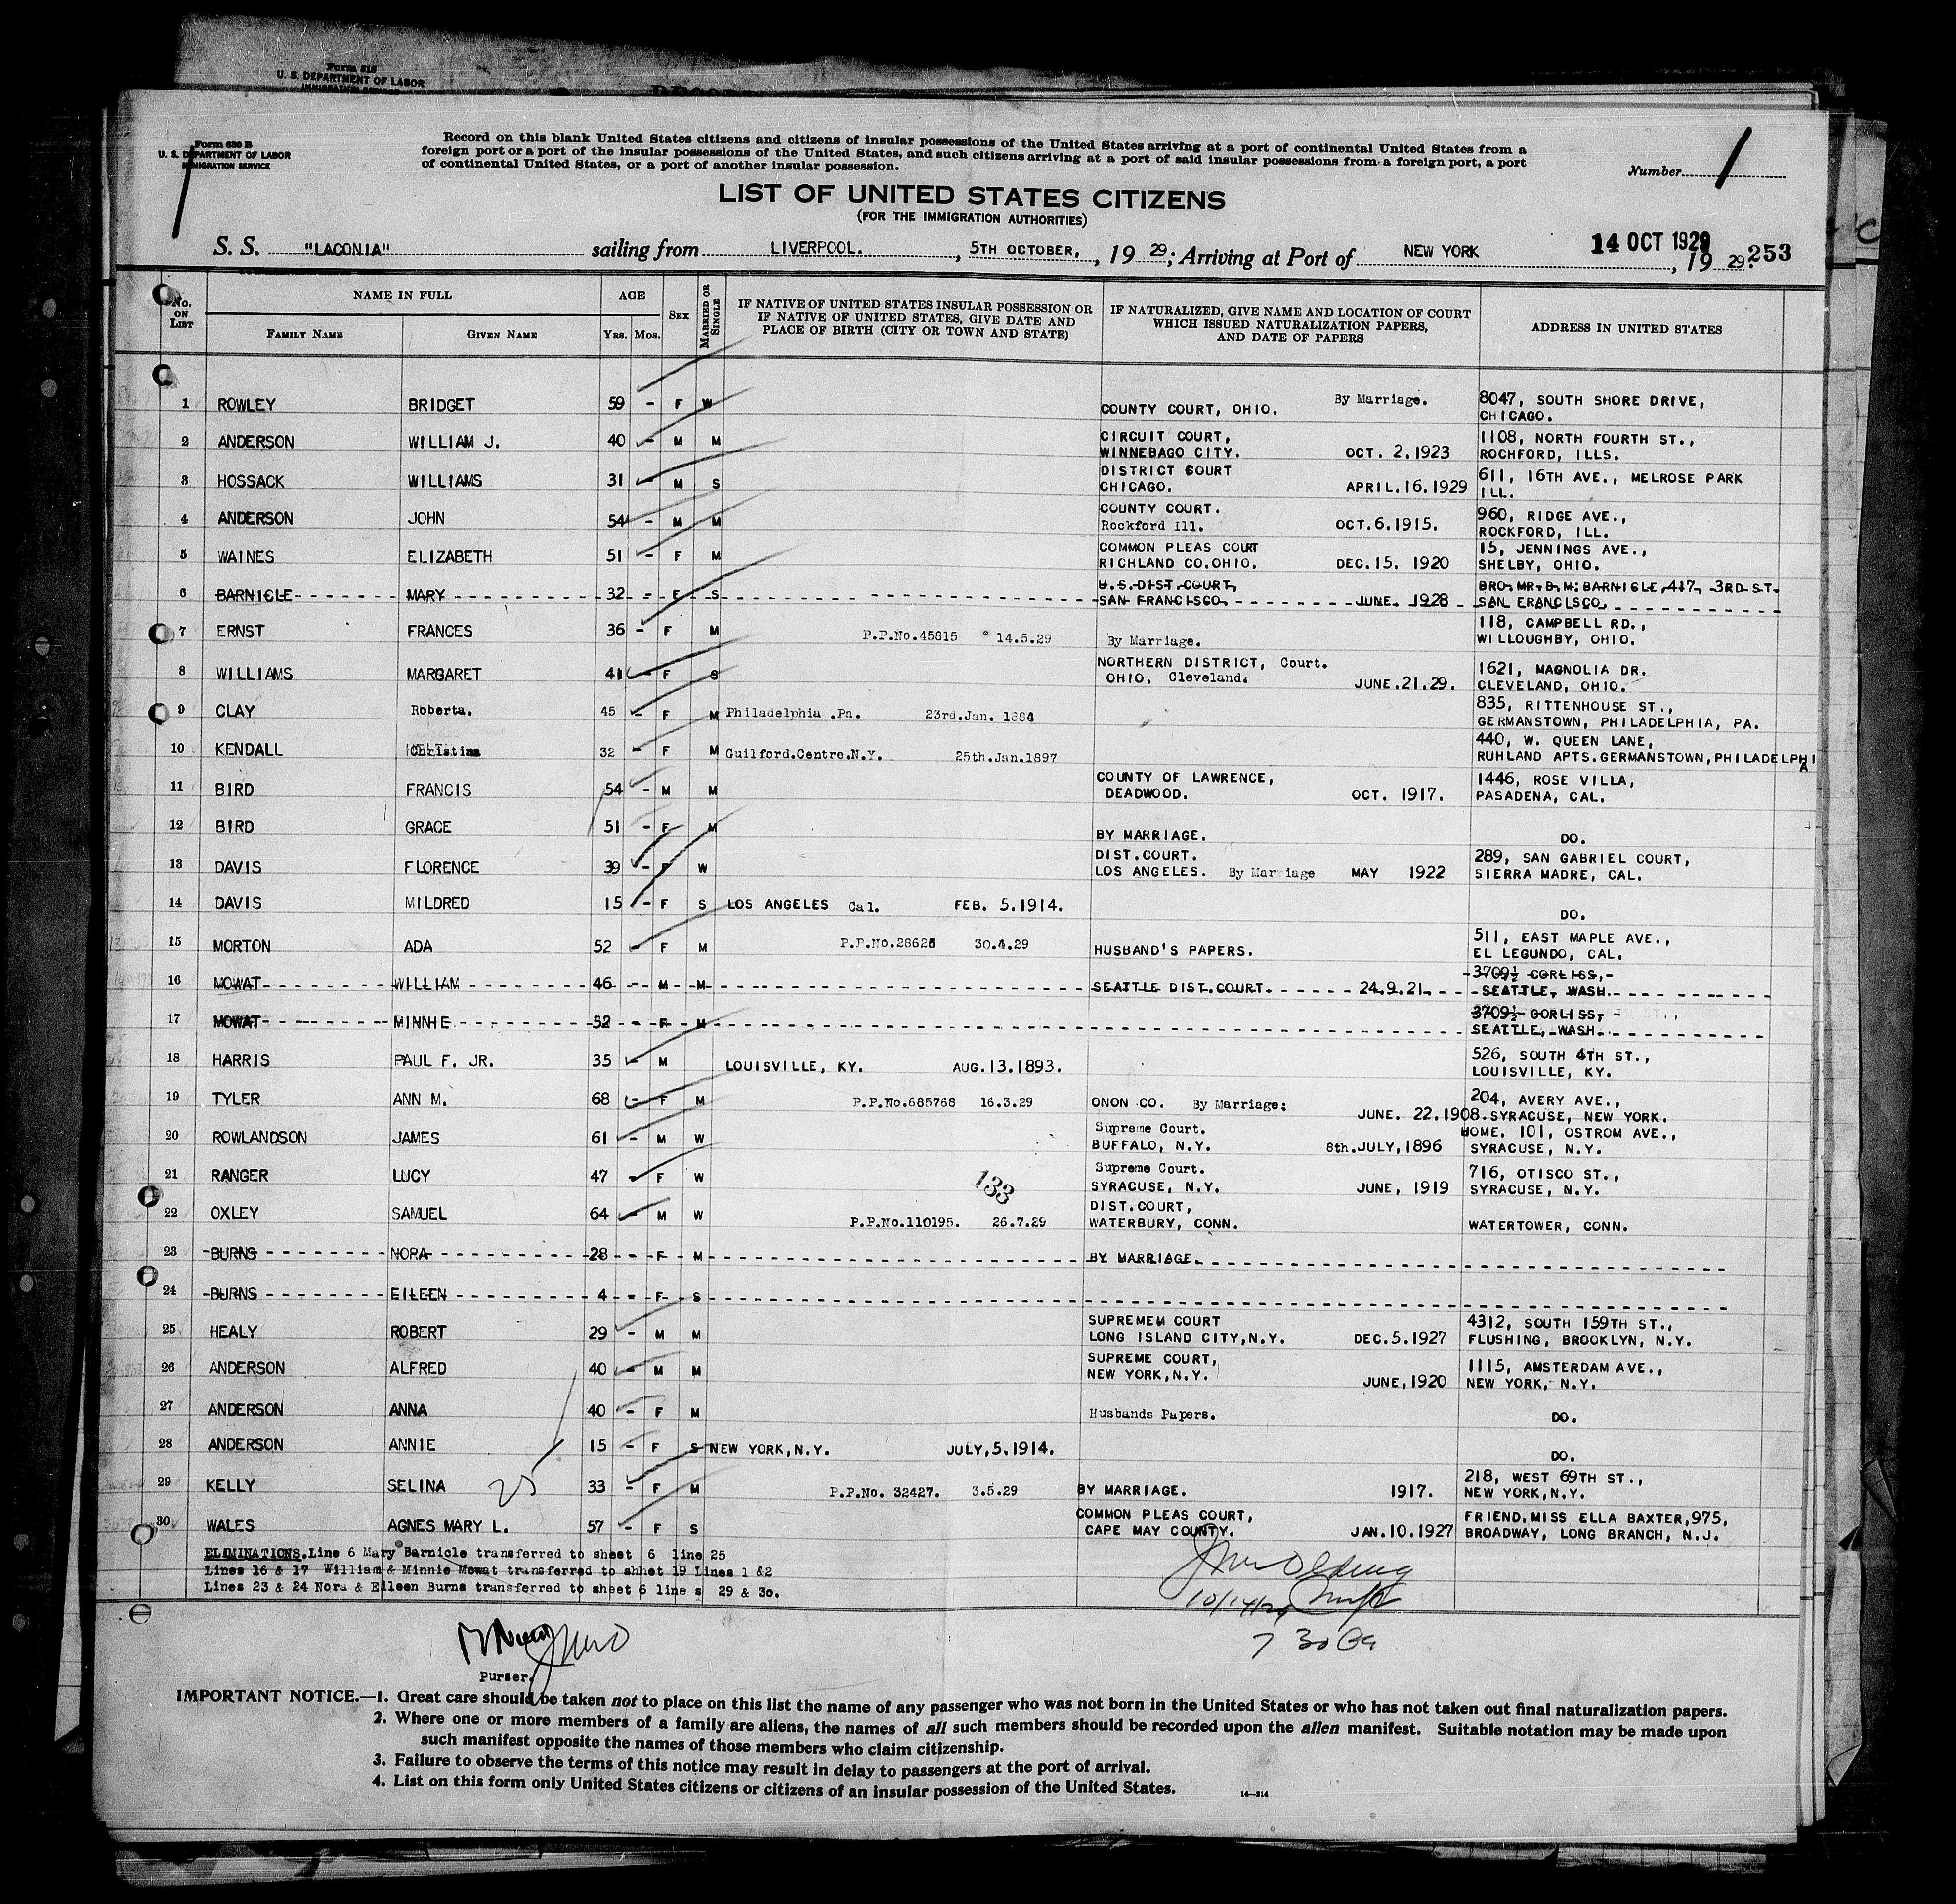 Form 515
U. S. DEPARTMENT OF LABOR
Form 630 B
U. S. DEPARTMENT OF LABOR
IMMIGRATION SERVICE
Record on this blank United States citizens and citizens of insular possessions of the United States arriving at a port of continental United States from a
foreign port or a port of the insular possessions of the United States, and such citizens arriving at a port of said insular possessions from a foreign port, a port
of continental United States, or a port of another insular possession.
Number 1
LIST OF UNITED STATES CITIZENS
(FOR THE IMMIGRATION AUTHORITIES)
S. S. "LACONIA" sailing from LIVERPOOL. , 5TH OCTOBER, , 19 29; Arriving at Port of NEW YORK 14 OCT 1929 , 19 29. 253
No. ON LIST NAME IN FULL FAMILY NAME GIVEN NAME AGE Yrs. Mos. SEX MARRIED OR SINGLE
IF NATIVE OF UNITED STATES INSULAR POSSESSION OR IF NATIVE OF UNITED STATES, GIVE DATE AND PLACE OF BIRTH (CITY OR TOWN AND STATE)
IF NATURALIZED, GIVE NAME AND LOCATION OF COURT WHICH ISSUED NATURALIZATION PAPERS, AND DATE OF PAPERS
ADDRESS IN UNITED STATES
1 ROWLEY BRIDGET 59 - F W COUNTY COURT, OHIO. By Marriage. 8047, SOUTH SHORE DRIVE, CHICAGO.
2 ANDERSON WILLIAM J. 40 - M M CIRCUIT COURT, WINNEBAGO CITY. OCT. 2.1923 1108, NORTH FOURTH ST., ROCHFORD, ILLS.
3 HOSSACK WILLIAMS 31 - M S DISTRICT COURT CHICAGO. APRIL.16.1929 611, 16TH AVE., MELROSE PARK ILL.
4 ANDERSON JOHN 54 - M M COUNTY COURT. Rockford Ill. OCT.6.1915. 960, RIDGE AVE., ROCKFORD, ILL.
5 WAINES ELIZABETH 51 - F M COMMON PLEAS COURT RICHLAND CO.OHIO. DEC.15. 1920 15, JENNINGS AVE., SHELBY, OHIO.
6 BARNICLE MARY 32 - F S U.S.DIST.COURT, SAN FRANCISCO. JUNE. 1928 BRO.MR.B.M.BARNICLE,417, 3RD ST. SAN FRANCISCO.
7 ERNST FRANCES 36 - F M P.P.No.45815 14.5.29 By Marriage. 118, CAMPBELL RD., WILLOUGHBY, OHIO.
8 WILLIAMS MARGARET 41 - F S NORTHERN DISTRICT, Court. OHIO. Cleveland. JUNE.21.29. 1621, MAGNOLIA DR. CLEVELAND, OHIO.
9 CLAY Roberta. 45 - F M Philadelphia .Pa. 23rd.Jan. 1884 835, RITTENHOUSE ST., GERMANSTOWN, PHILADELPHIA, PA.
10 KENDALL Christina 32 - F M Guilford.Centre.N.Y. 25th.Jan.1897 440, W. QUEEN LANE, RUHLAND APTS.GERMANSTOWN,PHILADELPHIA
11 BIRD FRANCIS 54 - M M COUNTY OF LAWRENCE, DEADWOOD. OCT. 1917. 1446, ROSE VILLA, PASADENA, CAL.
12 BIRD GRACE 51 - F M BY MARRIAGE. DO.
13 DAVIS FLORENCE 39 - F W DIST.COURT. LOS ANGELES. By Marriage MAY 1922 289, SAN GABRIEL COURT, SIERRA MADRE, CAL.
14 DAVIS MILDRED 15 - F S LOS ANGELES Cal. FEB. 5.1914. DO.
15 MORTON ADA 52 - F M P.P.No.28625 30.4.29 HUSBAND'S PAPERS. 511, EAST MAPLE AVE., EL LEGUNDO, CAL.
16 MOWAT WILLIAM 46 - M M SEATTLE DIST.COURT. 24.9.21. 3709½ CORLISS, SEATTLE, WASH.
17 MOWAT MINNIE 52 - F M 3709½ CORLISS, SEATTLE, WASH.
18 HARRIS PAUL F. JR. 35 - M LOUISVILLE, KY. AUG.13.1893. 526, SOUTH 4TH ST., LOUISVILLE, KY.
19 TYLER ANN M. 68 - F M P.P.No.685768 16.3.29 ONON CO. By Marriage; JUNE. 22.1908. 204, AVERY AVE., SYRACUSE, NEW YORK.
20 ROWLANDSON JAMES 61 - M W Supreme Court. BUFFALO, N.Y. 8th.JULY,1896 HOME. 101, OSTROM AVE., SYRACUSE, N.Y.
21 RANGER LUCY 47 - F W 133 Supreme Court. SYRACUSE, N.Y. JUNE, 1919 716, OTISCO ST., SYRACUSE, N.Y.
22 OXLEY SAMUEL 64 - M W P.P.No.110195. 26.7.29 DIST.COURT, WATERBURY, CONN. WATERTOWER, CONN.
23 BURNS NORA 28 - F M BY MARRIAGE.
24 BURNS EILEEN 4 - F S
25 HEALY ROBERT 29 - M M SUPREMEM COURT LONG ISLAND CITY,N.Y. DEC.5.1927 4312, SOUTH 159TH ST., FLUSHING, BROOKLYN, N.Y.
26 ANDERSON ALFRED 40 - M M SUPREME COURT, NEW YORK,N.Y. JUNE,1920 1115, AMSTERDAM AVE., NEW YORK, N.Y.
27 ANDERSON ANNA 40 - F M Husbands Papers. DO.
28 ANDERSON ANNIE 15 - F S NEW YORK,N.Y. JULY,5.1914. DO.
29 KELLY SELINA 25 33 - F M P.P.No. 32427. 3.5.29 BY MARRIAGE. 1917. 218, WEST 69TH ST., NEW YORK,N.Y.
30 WALES AGNES MARY L. 57 - F S COMMON PLEAS COURT, CAPE MAY COUNTY. JAN.10.1927 FRIEND.MISS ELLA BAXTER,975, BROADWAY, LONG BRANCH, N.J.
ELIMINATIONS.Line 6 Mary Barnicle transferred to sheet 6 line 25
Lines 16 & 17 William & Minnie Mowat transferred to shhet 19 Lines 1 &2
Lines 23 & 24 Nora & Eileen Burns transferred to sheet 6 line s 29 & 30.
10/14/29
7 30
Purser.
IMPORTANT NOTICE.—1. Great care should be taken not to place on this list the name of any passenger who was not born in the United States or who has not taken out final naturalization papers.
2. Where one or more members of a family are aliens, the names of all such members should be recorded upon the alien manifest. Suitable notation may be made upon
such manifest opposite the names of those members who claim citizenship.
3. Failure to observe the terms of this notice may result in delay to passengers at the port of arrival.
4. List on this form only United States citizens or citizens of an insular possession of the United States.
14—314